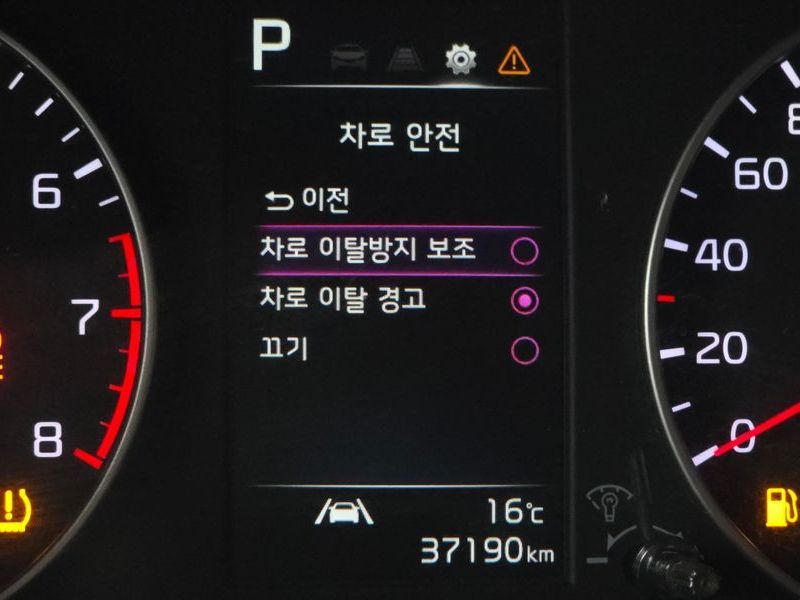 P
차로 안전
이전
차로 이탈방지 보조
차로 이탈 경고
끄기
16℃
37190km
6
7
8
60
40
20
0